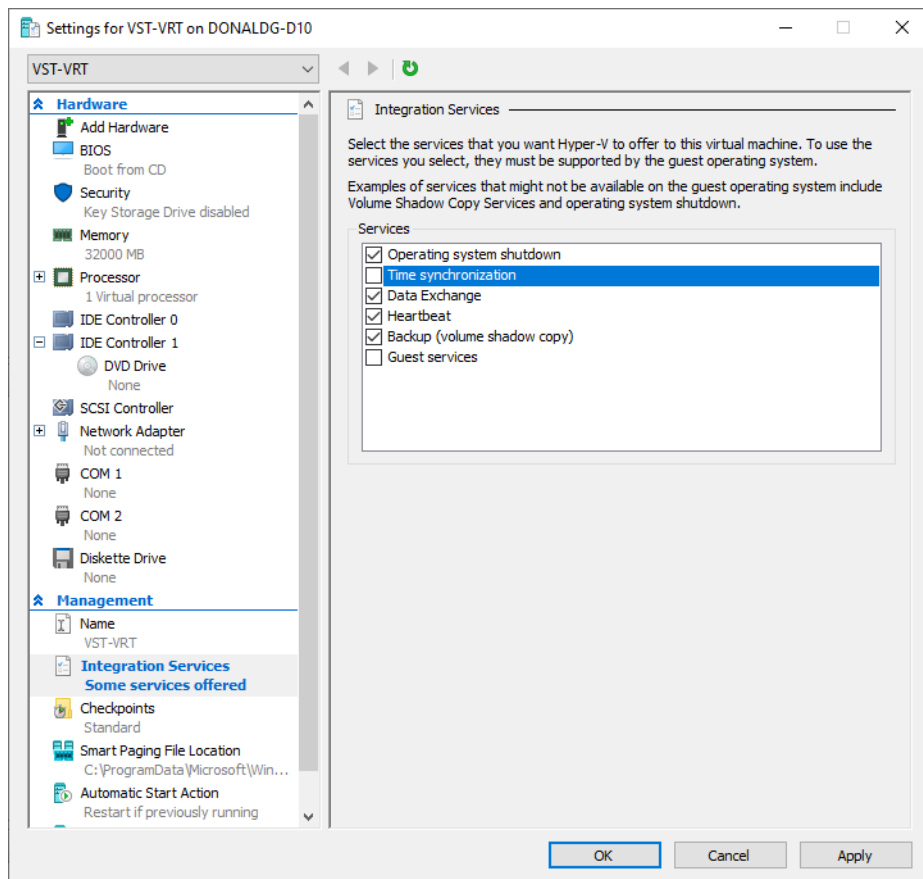 Settings for VST-VRT on DONALDG-D10
VST-VRT
Hardware
Add Hardware
BIOS
Boot from CD
Security
Key Storage Drive disabled
Memory
32000 MB
Processor
1 Virtual processor
IDE Controller 0
IDE Controller 1
DVD Drive
None
SCSI Controller
Network Adapter
Not connected
COM 1
None
COM 2
None
Diskette Drive
None
Management
Name
VST-VRT
Integration Services
Some services offered
Checkpoints
Standard
Smart Paging File Location
C:\ProgramData\Microsoft\Win...
Automatic Start Action
Restart if previously running
Integration Services
Select the services that you want Hyper-V to offer to this virtual machine. To use the
services you select, they must be supported by the guest operating system.
Examples of services that might not be available on the guest operating system include
Volume Shadow Copy Services and operating system shutdown.
Services
Operating system shutdown
Time synchronization
Data Exchange
Heartbeat
Backup (volume shadow copy)
Guest services
OK
Cancel
Apply